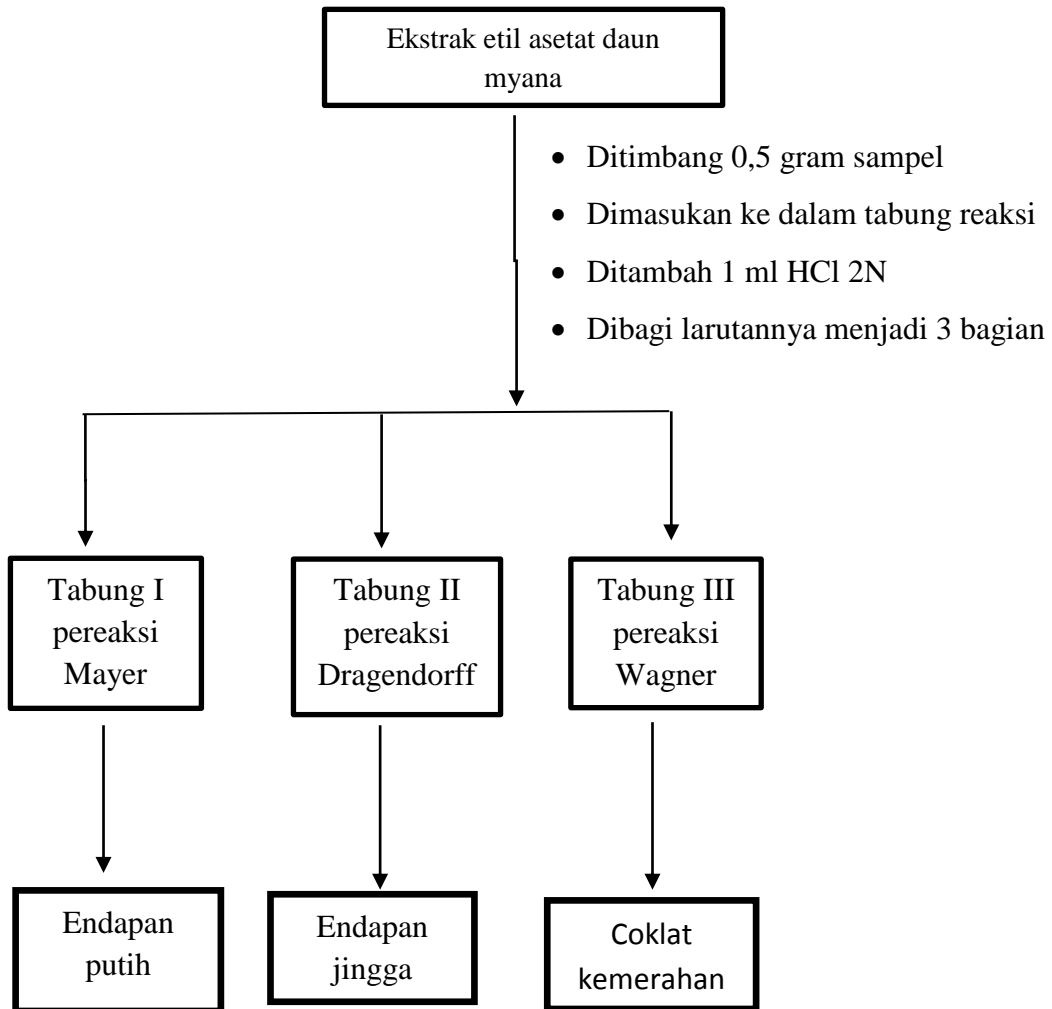 Ekstrak etil asetat daun
myana
• Ditimbang 0,5 gram sampel
• Dimasukan ke dalam tabung reaksi
• Ditambah 1 ml HCl 2N
• Dibagi larutannya menjadi 3 bagian
Tabung I
pereaksi
Mayer
Tabung II
pereaksi
Dragendorff
Tabung III
pereaksi
Wagner
Endapan
putih
Endapan
jingga
Coklat
kemerahan